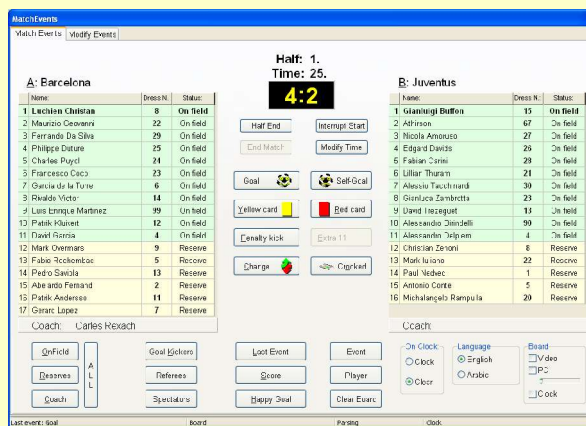 MatchEvents
Match Events Modify Events
Half: 1.
Time: 25.
4:2
A: Barcelona
Name: Dress N. Status:
1 Luchien Christan 8 On field
2 Maurizio Geovanni 22 On field
3 Fernando Da Silva 29 On field
4 Philippe Dature 25 On field
5 Charles Puyol 24 On field
6 Francesco Coco 23 On field
7 Garcia de la Torre 6 On field
8 Rivaldo Victor 14 On field
9 Luis Enrique Martinez 99 On field
10 Patrik Kluivert 12 On field
11 David Garcia 4 On field
12 Mark Overmars 9 Reserve
13 Fabio Rochembac 5 Reserve
14 Pedro Saviola 13 Reserve
15 Abelardo Fernand 2 Reserve
16 Patrik Anderson 11 Reserve
17 Gerard Lopez 7 Reserve
Coach: Carles Rexach
Half End Interrupt Start
End Match Modify Time
Goal Self-Goal
Yellow card Red card
Penalty kick Extra 11
Change Crocked
B: Juventus
Name: Dress N.: Status:
1 Gianluigi Buffon 15 On field
2 Athirson 67 On field
3 Nicola Amoruso 27 On field
4 Edgard Davids 26 On field
5 Fabian Carini 28 On field
6 Lillian Thuram 21 On field
7 Alessio Tacchinardi 30 On field
8 Gianluca Zambrotta 23 On field
9 David Trezeguet 13 On field
10 Alessandro Birindelli 90 On field
11 Alessandro 4 On field
12 Christian Zenoni 8 Reserve
13 Mark Iuliano 22 Reserve
14 Paul Nedved 1 Reserve
15 Antonio Conte 5 Reserve
16 Michalangelo Rampulla 20 Reserve
Coach:
OnField
Reserves
Coach
ALL
Goal Kickers
Referees
Spectators
Last Event Event
Score Player
Happy Goal Clear Board
On Clock
Clock
Clear
Language
English
Arabic
Board
Video
PC
Clock
Last event: Goal Board Parsing Clock